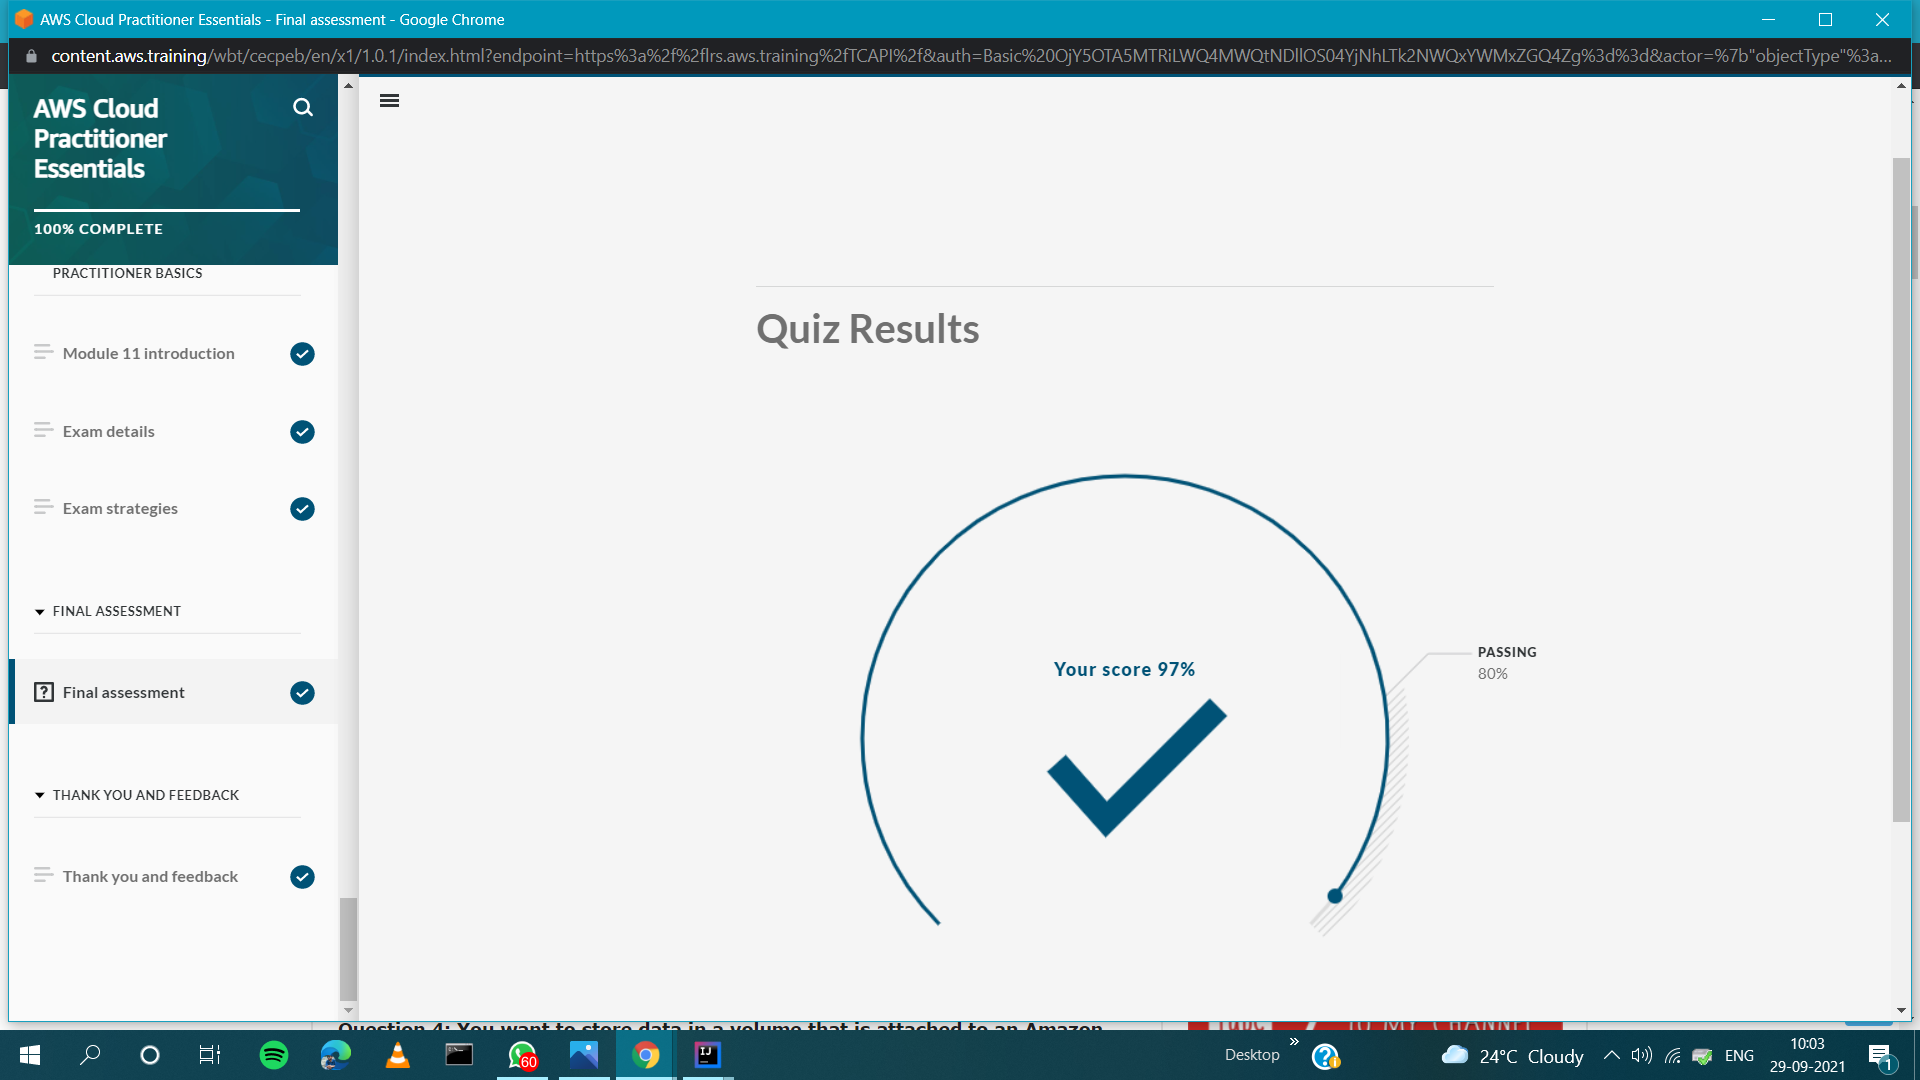 AWS Cloud Practitioner Essentials - Final assessment - Google Chrome
content.aws.training/wbt/cecpeb/en/x1/1.0.1/index.html?endpoint=https%3a%2f%2flrs.aws.training%2fTCAPI%2f&auth=Basic%20OjY5OTA5MTRiLWQ4MWQtNDllOS04YjNhLTk2NWQxYWMxZGQ4Zg%3d%3d&actor=%7b"objectType"%3a...
AWS Cloud
Practitioner
Essentials
100% COMPLETE
PRACTITIONER BASICS
Module 11 introduction
Exam details
Exam strategies
FINAL ASSESSMENT
Final assessment
THANK YOU AND FEEDBACK
Thank you and feedback
Quiz Results
Your score 97%
PASSING
80%
Question 4: You want to store data in a volume that is attached to an Amazon
TO MY CHANNEL
60
IJ
Desktop
24°C Cloudy
ENG
10:03
29-09-2021
1